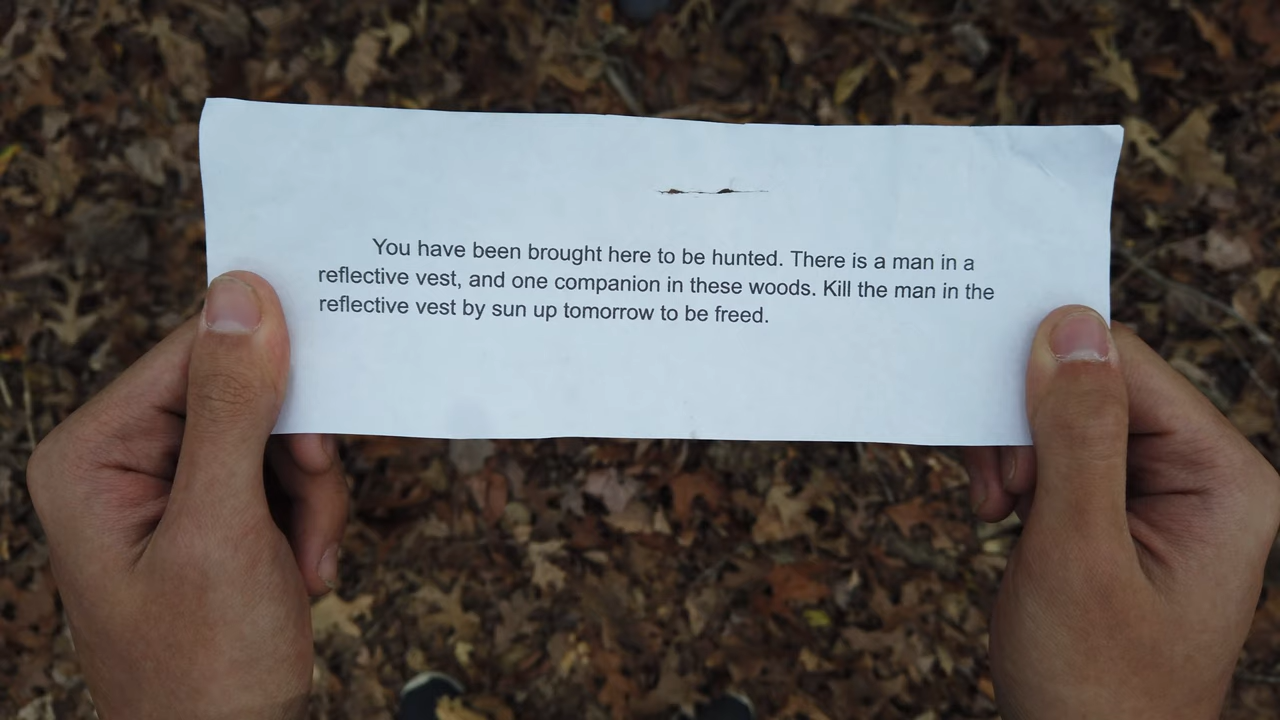 You have been brought here to be hunted. There is a man in a
reflective vest, and one companion in these woods. Kill the man in the
reflective vest by sun up tomorrow to be freed.